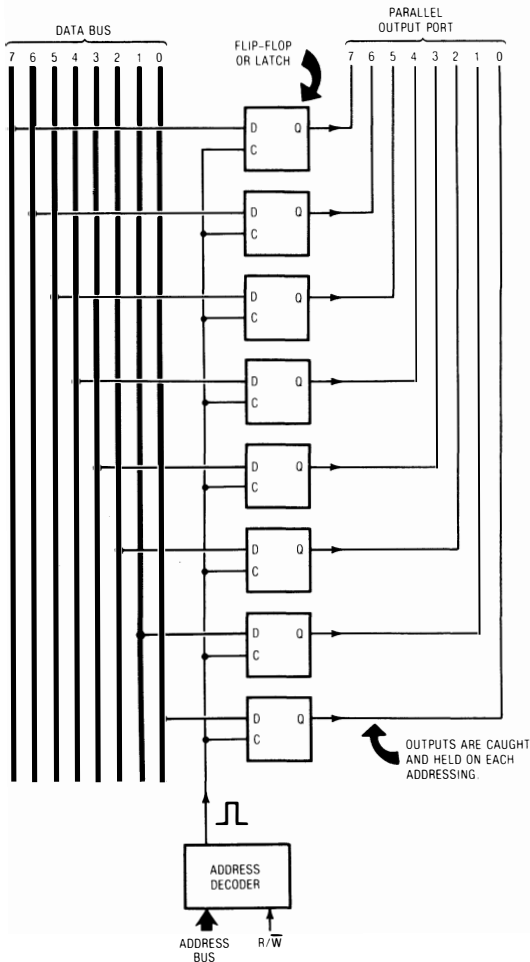 PARALLEL
OUTPUT PORT
DATA BUS
FLIP-FLOP
OR LATCH
7 6 5 4 3 2 1 0
7 6 5 4 3 2 1 0
D Q
C
D Q
C
D Q
C
D Q
C
D Q
C
D Q
C
D Q
C
D Q
C
OUTPUTS ARE CAUGHT
AND HELD ON EACH
ADDRESSING.
ADDRESS
DECODER
ADDRESS
BUS
R/W̅